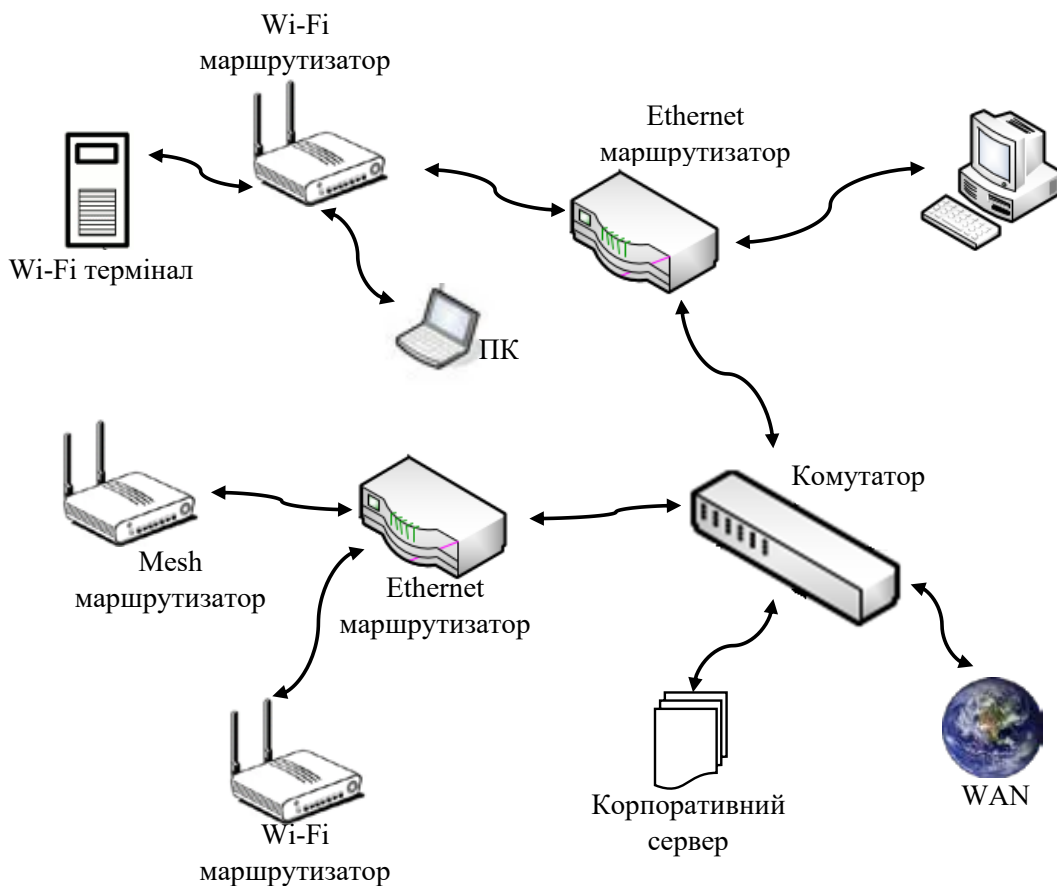 Wi-Fi
маршрутизатор
Ethernet
маршрутизатор
Wi-Fi термінал
ПК
Комутатор
Mesh
маршрутизатор
Ethernet
маршрутизатор
Корпоративний
сервер
WAN
Wi-Fi
маршрутизатор